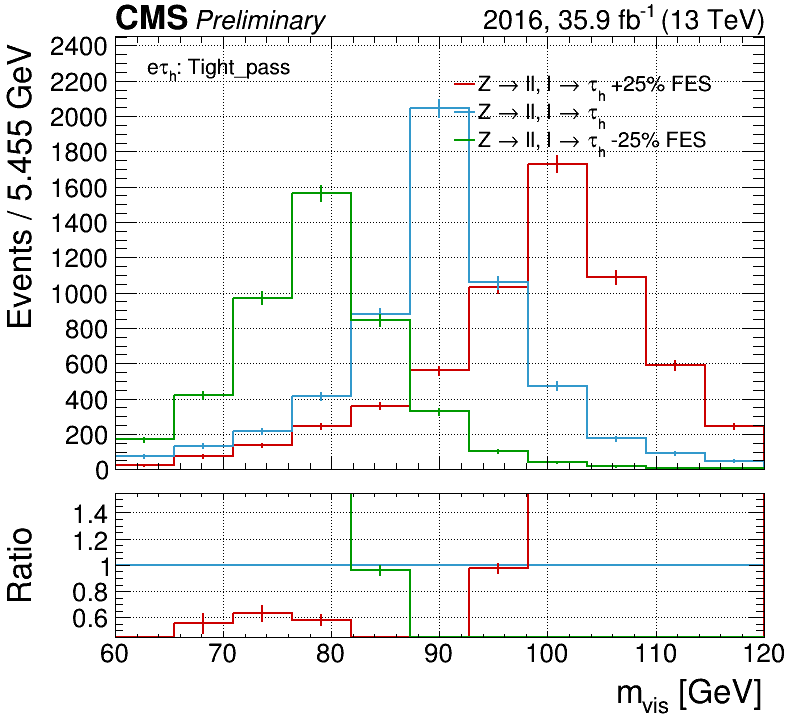 CMS Preliminary 2016, 35.9 fb⁻¹ (13 TeV)
eτh: Tight_pass
Z → ll, l → τh +25% FES
Z → ll, l → τh
Z → ll, l → τh -25% FES
Events / 5.455 GeV
2400
2200
2000
1800
1600
1400
1200
1000
800
600
400
200
0
Ratio
1.4
1.2
1
0.8
0.6
60 70 80 90 100 110 120
mvis [GeV]